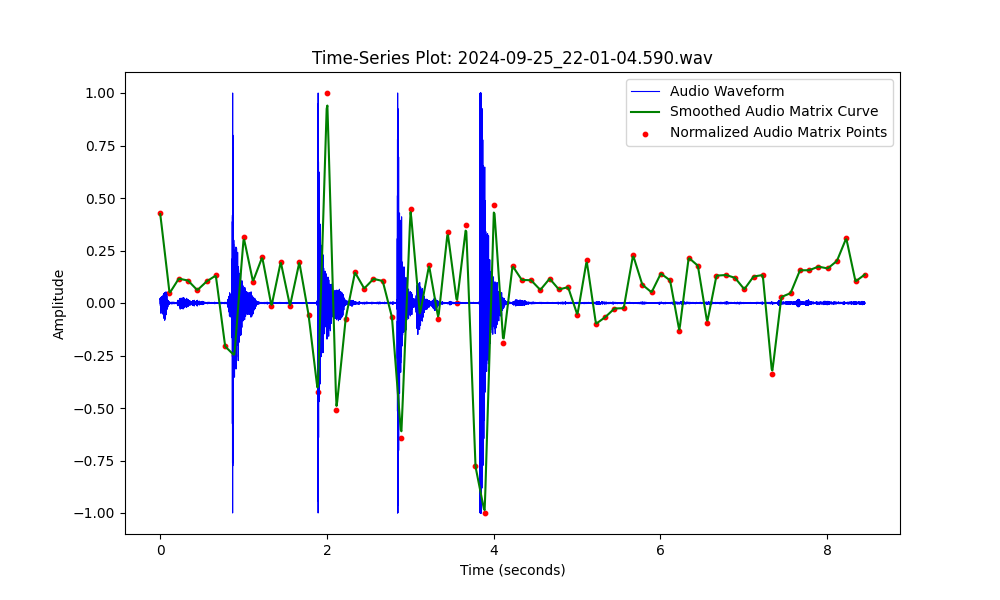 Time-Series Plot: 2024-09-25_22-01-04.590.wav
Audio Waveform
Smoothed Audio Matrix Curve
Normalized Audio Matrix Points
1.00
0.75
0.50
0.25
0.00
−0.25
−0.50
−0.75
−1.00
Amplitude
0 2 4 6 8
Time (seconds)